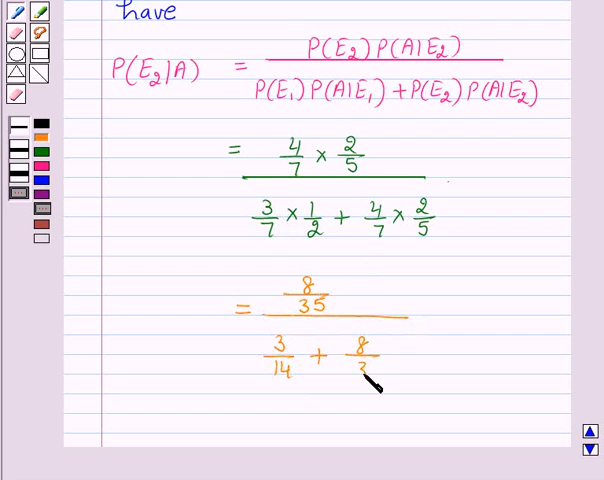 have
P(E₂|A) = P(E₂) P(A|E₂) / P(E₁) P(A|E₁) + P(E₂) P(A|E₂)
= 4/7 × 2/5 / 3/7 × 1/2 + 4/7 × 2/5
= 8/35 / 3/14 + 8/3